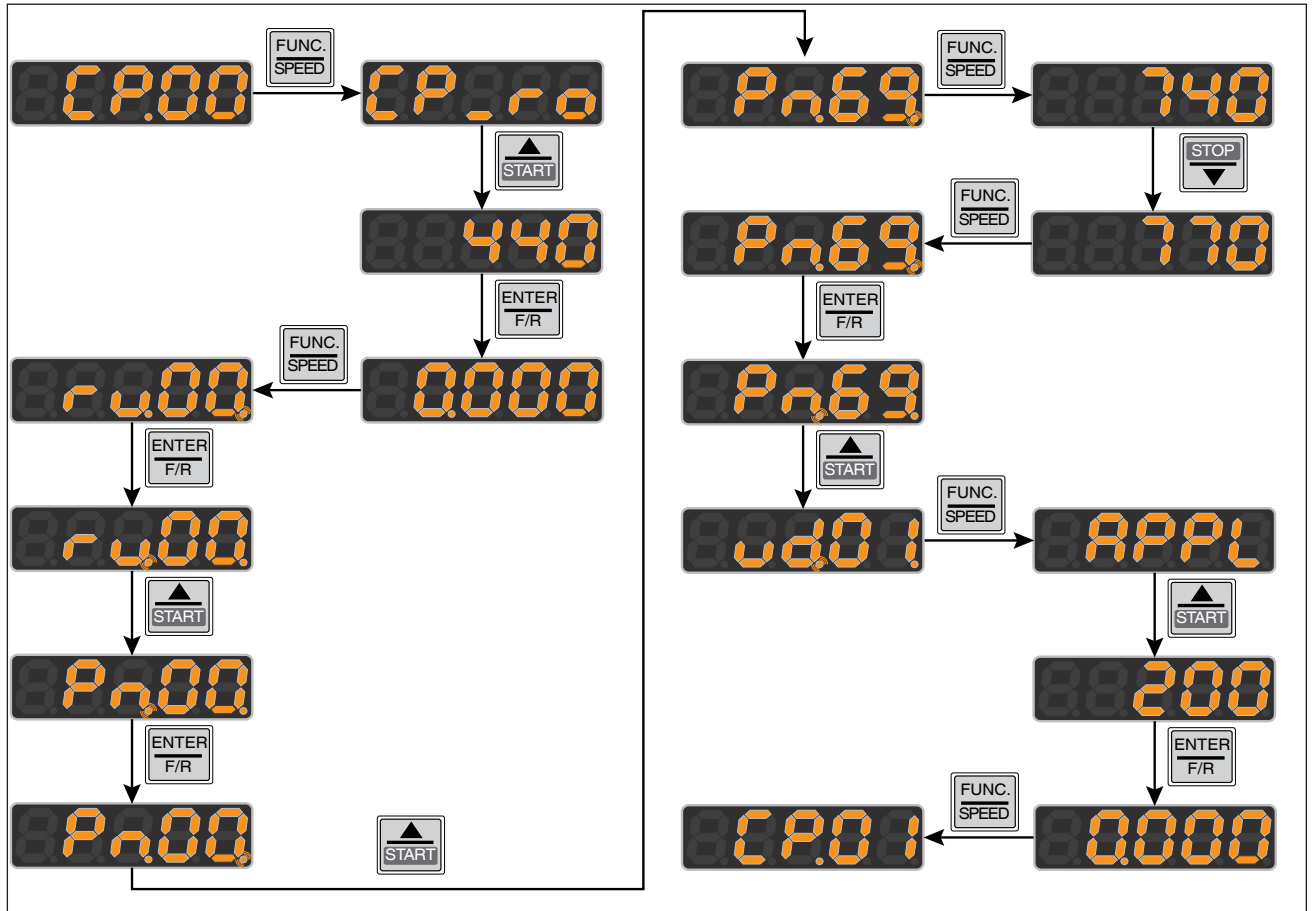 CP.00
FUNC.
SPEED
CP_ro
START
440
ENTER
F/R
0.000
FUNC.
SPEED
ru.00.
ENTER
F/R
ru.00.
START
Pn.00.
ENTER
F/R
Pn.00.
START
Pn.69.
FUNC.
SPEED
740
STOP
770
FUNC.
SPEED
Pn.69.
ENTER
F/R
Pn.69.
START
ud.01.
FUNC.
SPEED
APPL
START
200
ENTER
F/R
0.000
FUNC.
SPEED
CP.01